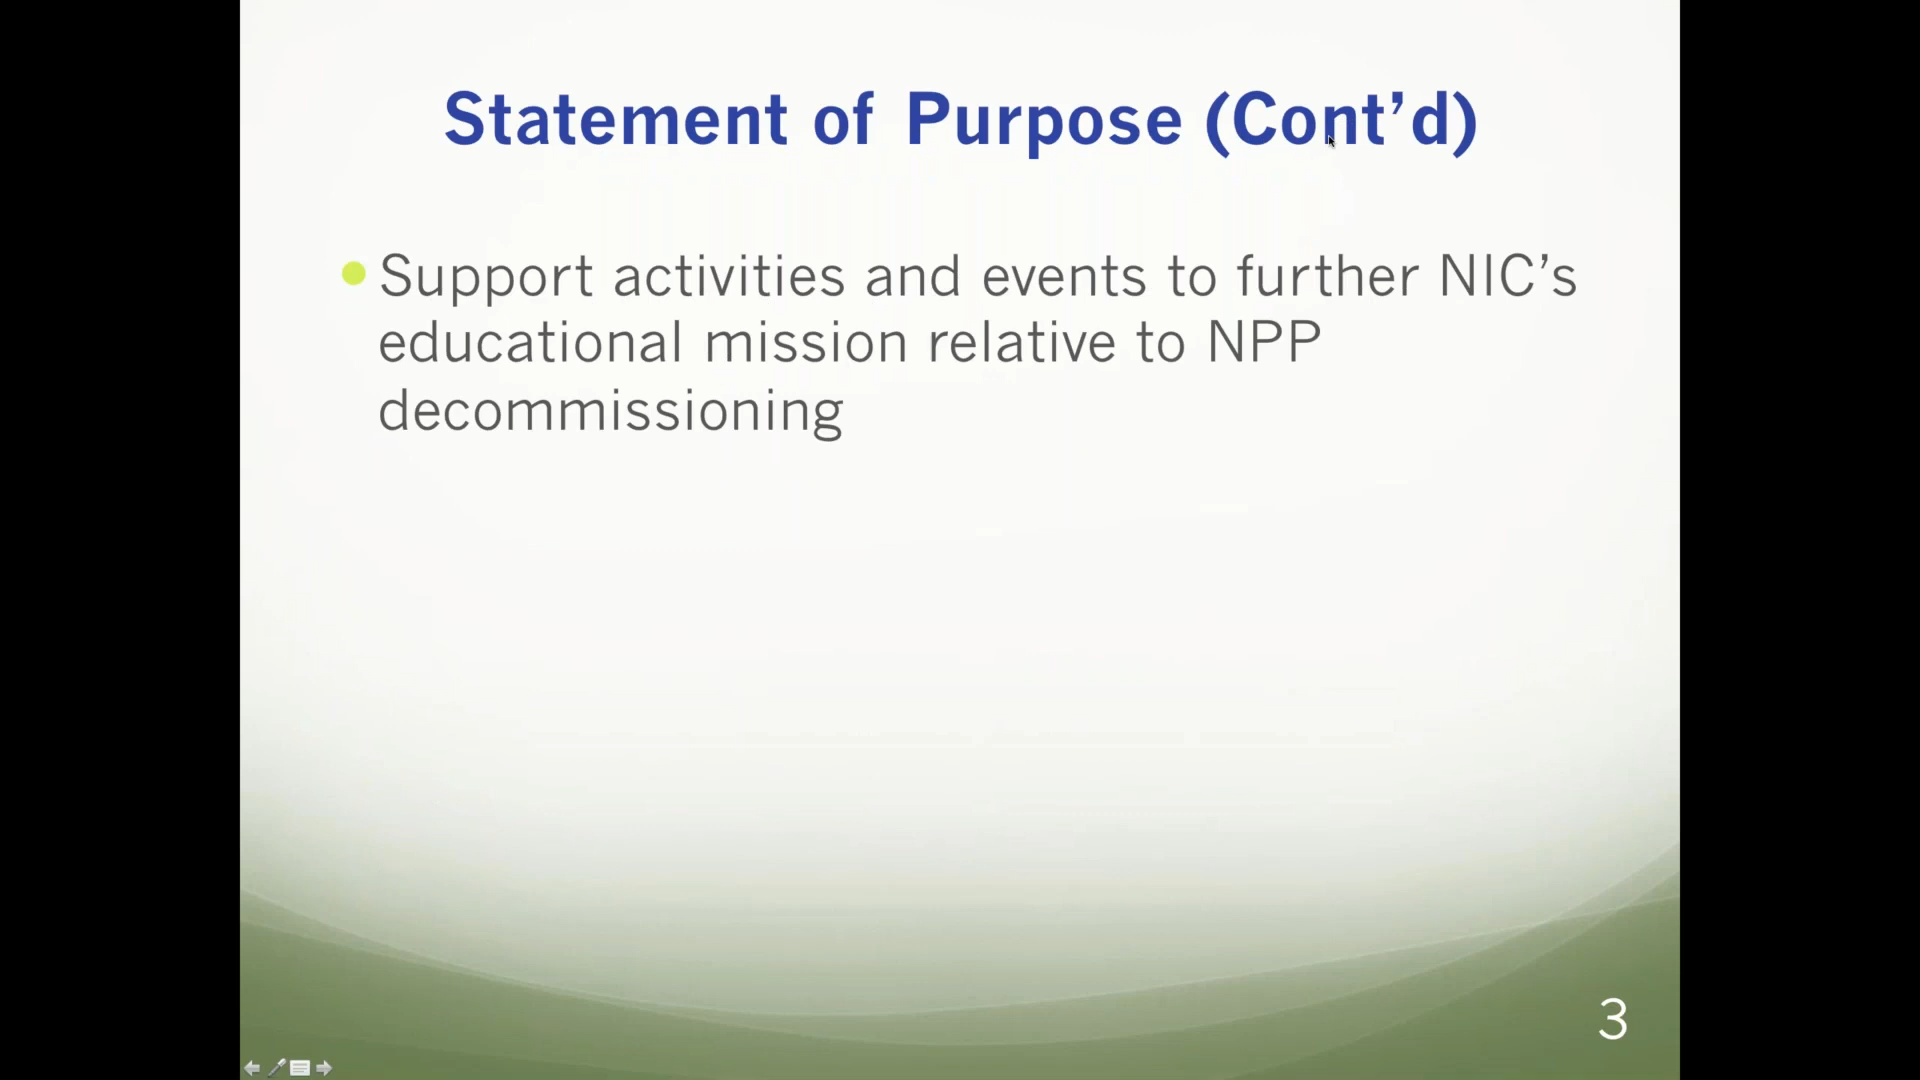 Statement of Purpose (Cont’d)
Support activities and events to further NIC’s
educational mission relative to NPP
decommissioning
3